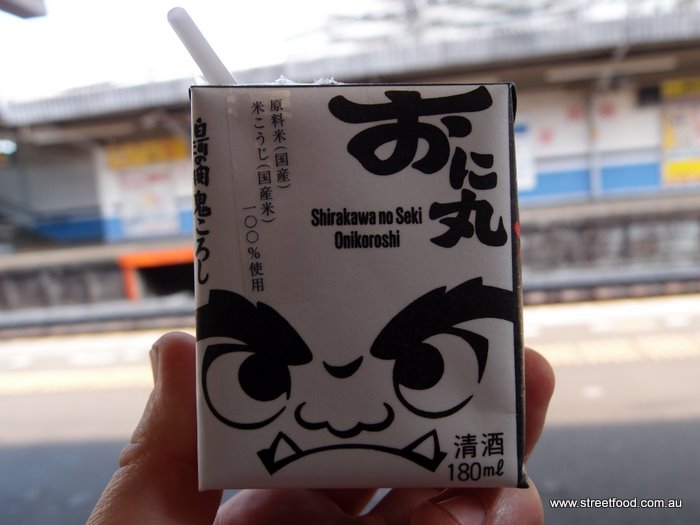 おに丸
Shirakawa no Seki
Onikoroshi
原料米(国産)
米こうじ(国産米)
一〇〇%使用
白河の関 鬼ころし
清酒
180ml
www.streetfood.com.au